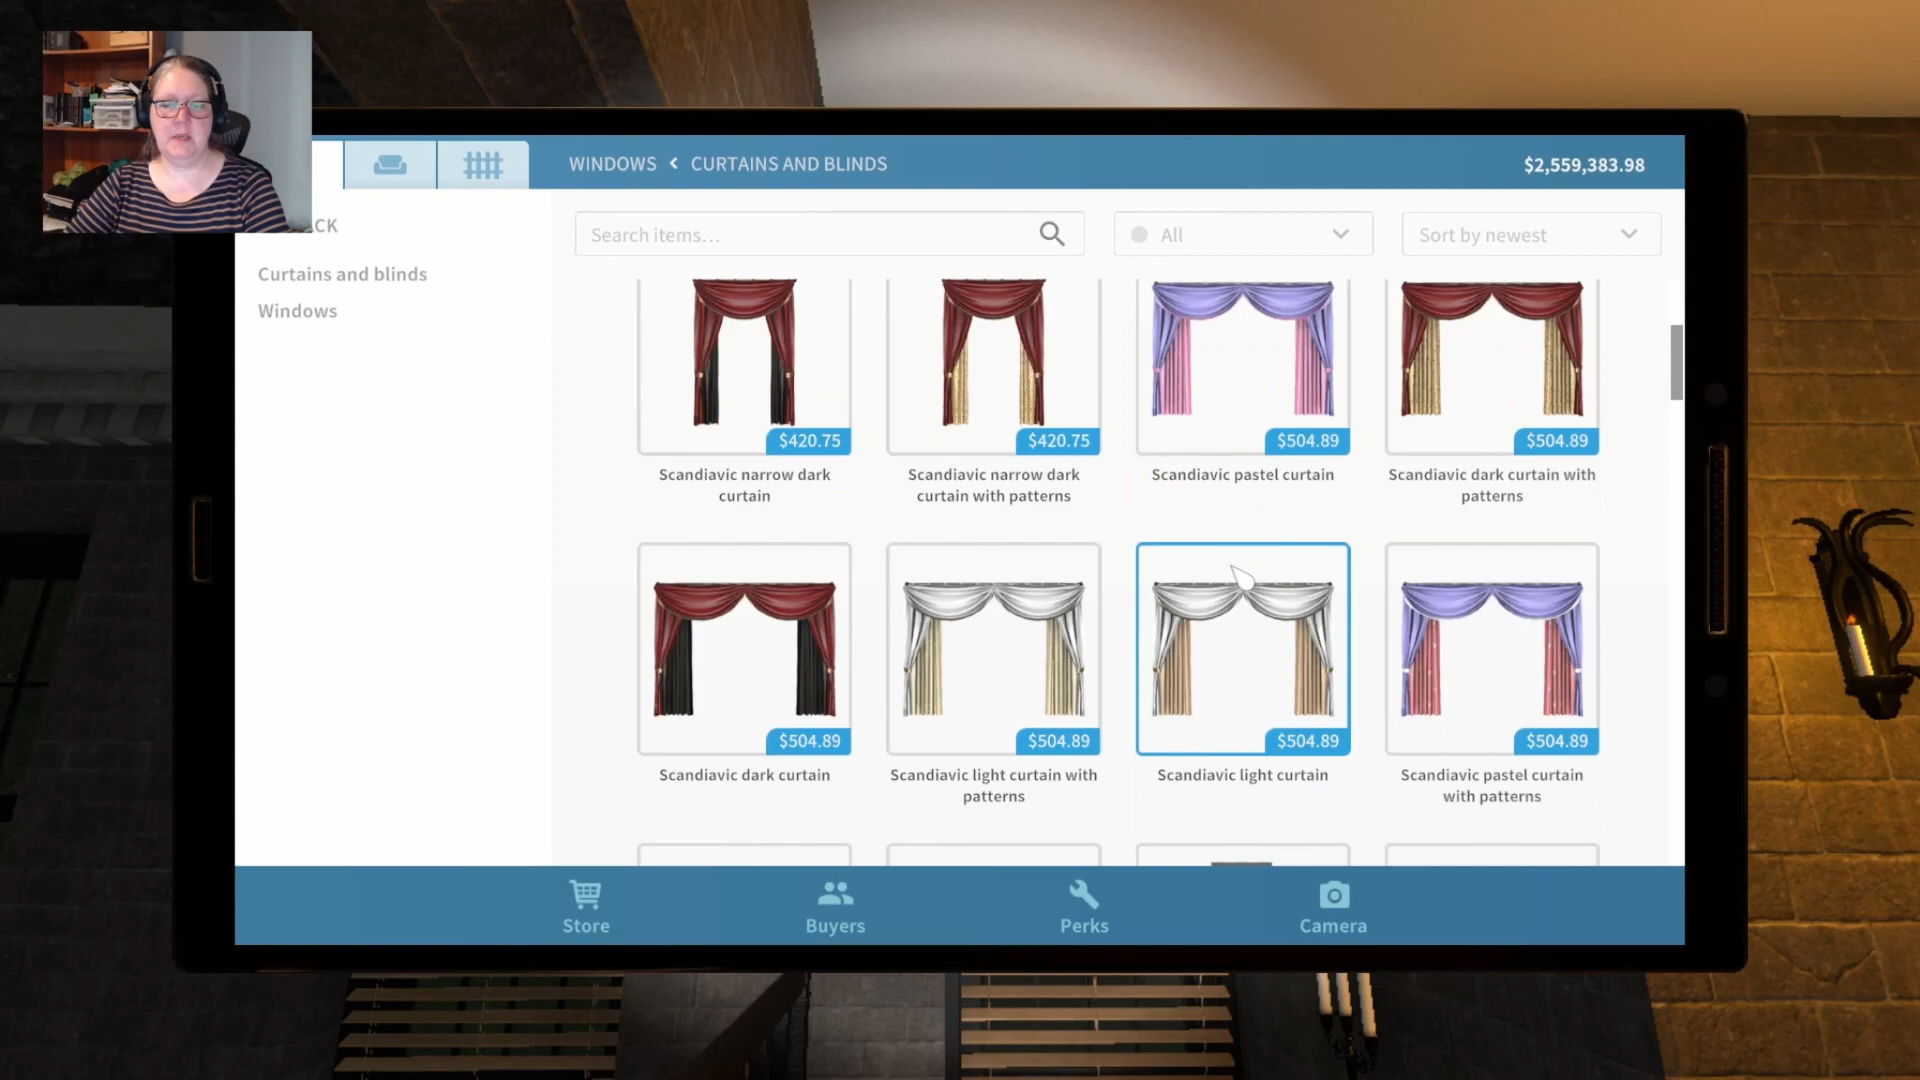 WINDOWS < CURTAINS AND BLINDS
$2,559,383.98
CK
Search items...
All
Sort by newest
Curtains and blinds
Windows
$420.75
$420.75
$504.89
$504.89
Scandiavic narrow dark
curtain
Scandiavic narrow dark
curtain with patterns
Scandiavic pastel curtain
Scandiavic dark curtain with
patterns
$504.89
$504.89
$504.89
$504.89
Scandiavic dark curtain
Scandiavic light curtain with
patterns
Scandiavic light curtain
Scandiavic pastel curtain
with patterns
Store
Buyers
Perks
Camera